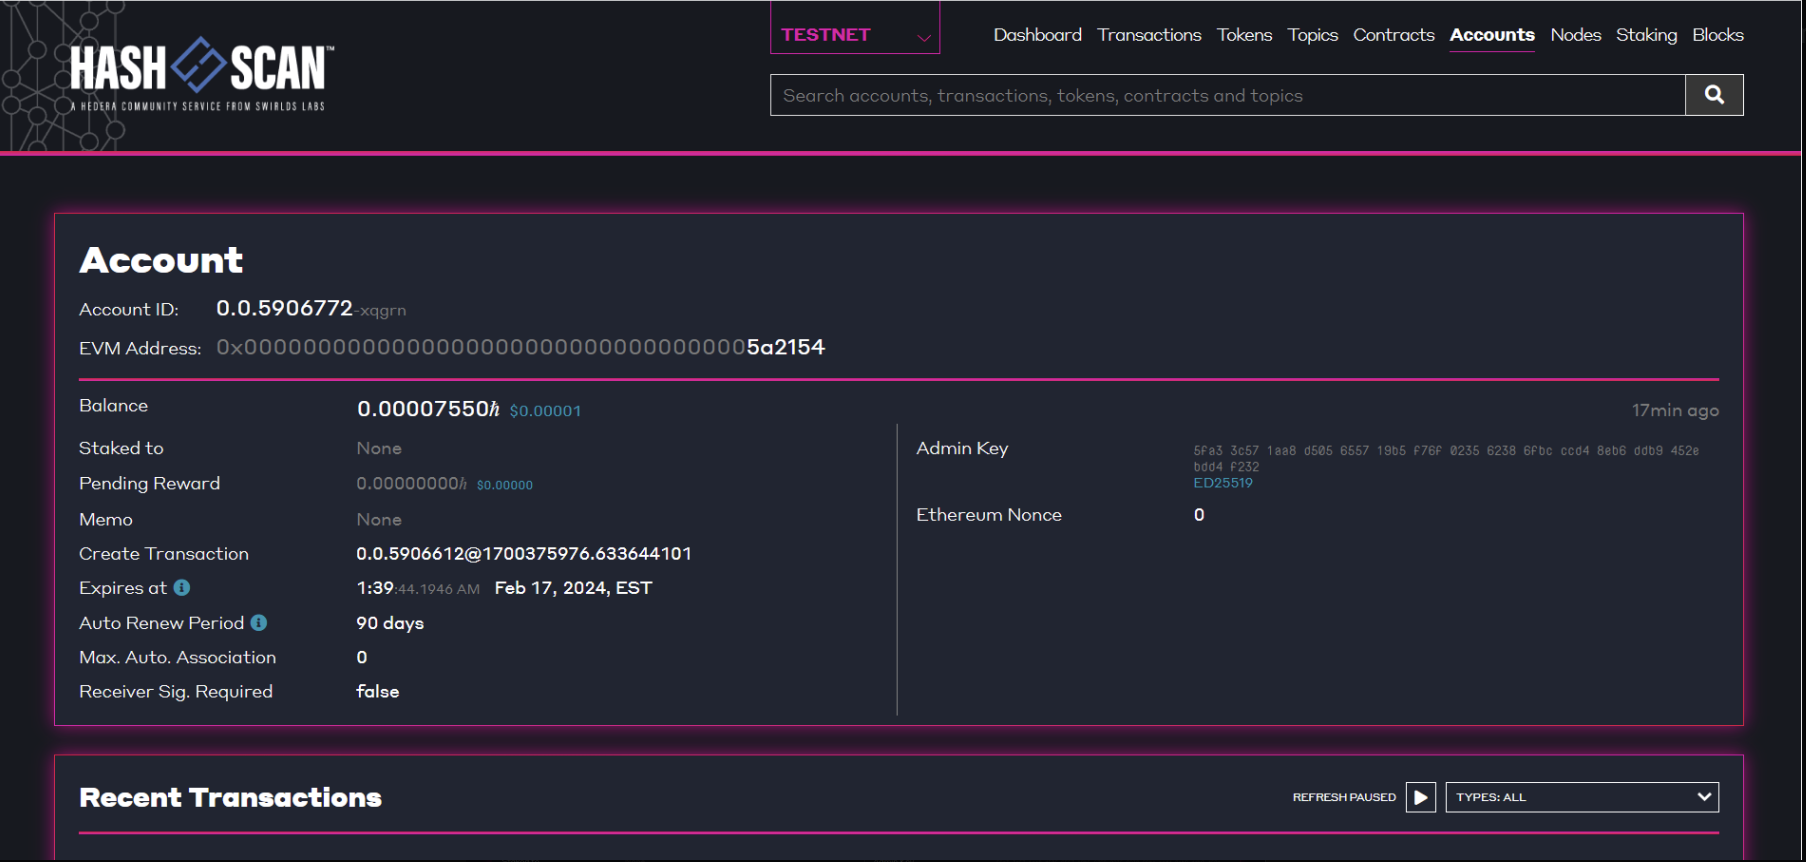 TESTNET
Dashboard Transactions Tokens Topics Contracts Accounts Nodes Staking Blocks
HASH SCAN™
A HEDERA COMMUNITY SERVICE FROM SWIRLDS LABS
Search accounts, transactions, tokens, contracts and topics
Account
Account ID: 0.0.5906772-xqgrn
EVM Address: 0x00000000000000000000000000000000005a2154
Balance 0.00007550ℏ $0.00001 17min ago
Staked to None
Pending Reward 0.00000000ℏ $0.00000
Memo None
Create Transaction 0.0.5906612@1700375976.633644101
Expires at 1:39:44.1946 AM Feb 17, 2024, EST
Auto Renew Period 90 days
Max. Auto. Association 0
Receiver Sig. Required false
Admin Key 5fa3 3c57 1aa8 d505 6557 19b5 f76f 0235 6238 6fbc ccd4 8eb6 ddb9 452e
bdd4 f232
ED25519
Ethereum Nonce 0
Recent Transactions
REFRESH PAUSED TYPES: ALL